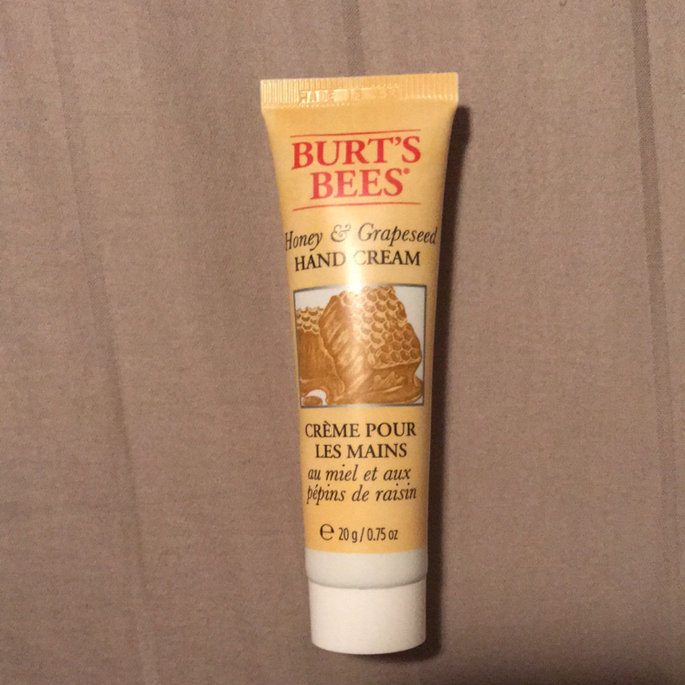 BURT'S
BEES®
Honey & Grapeseed
HAND CREAM
CRÈME POUR
LES MAINS
au miel et aux
pépins de raisin
℮ 20 g / 0.75 oz